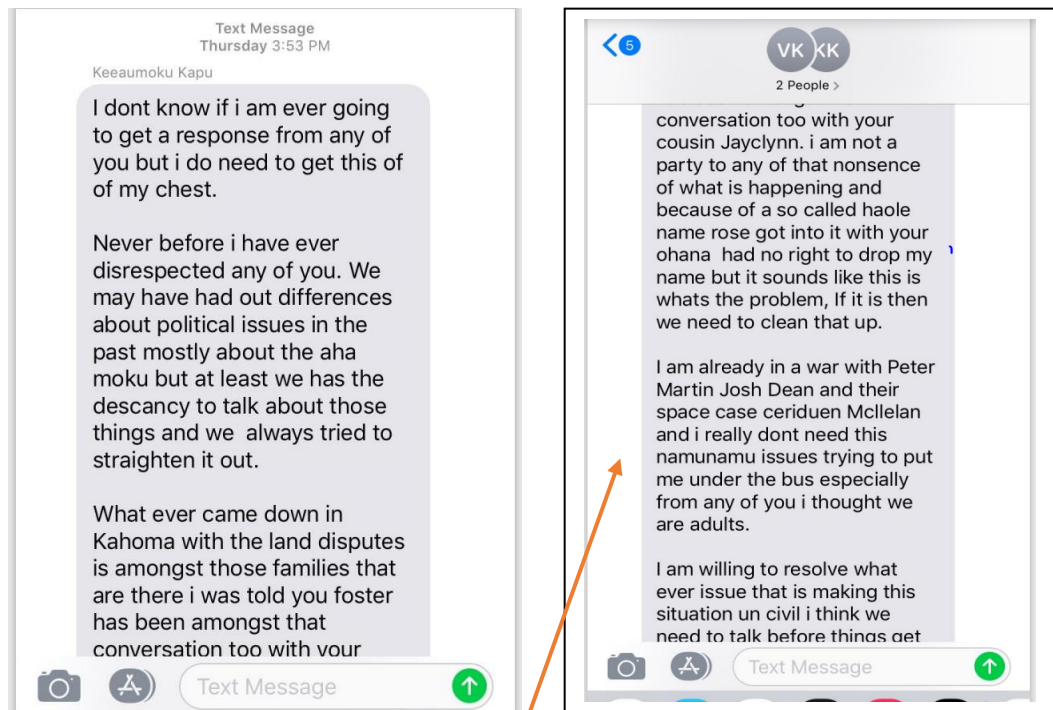 Text Message
Thursday 3:53 PM
Keeaumoku Kapu
I dont know if i am ever going
to get a response from any of
you but i do need to get this of
of my chest.
Never before i have ever
disrespected any of you. We
may have had out differences
about political issues in the
past mostly about the aha
moku but at least we has the
descancy to talk about those
things and we  always tried to
straighten it out.
What ever came down in
Kahoma with the land disputes
is amongst those families that
are there i was told you foster
has been amongst that
conversation too with your
Text Message
5
VK
KK
2 People >
conversation too with your
cousin Jayclynn. i am not a
party to any of that nonsence
of what is happening and
because of a so called haole
name rose got into it with your
ohana  had no right to drop my
name but it sounds like this is
whats the problem, If it is then
we need to clean that up.
I am already in a war with Peter
Martin Josh Dean and their
space case ceriduen Mcllelan
and i really dont need this
namunamu issues trying to put
me under the bus especially
from any of you i thought we
are adults.
I am willing to resolve what
ever issue that is making this
situation un civil i think we
need to talk before things get
Text Message